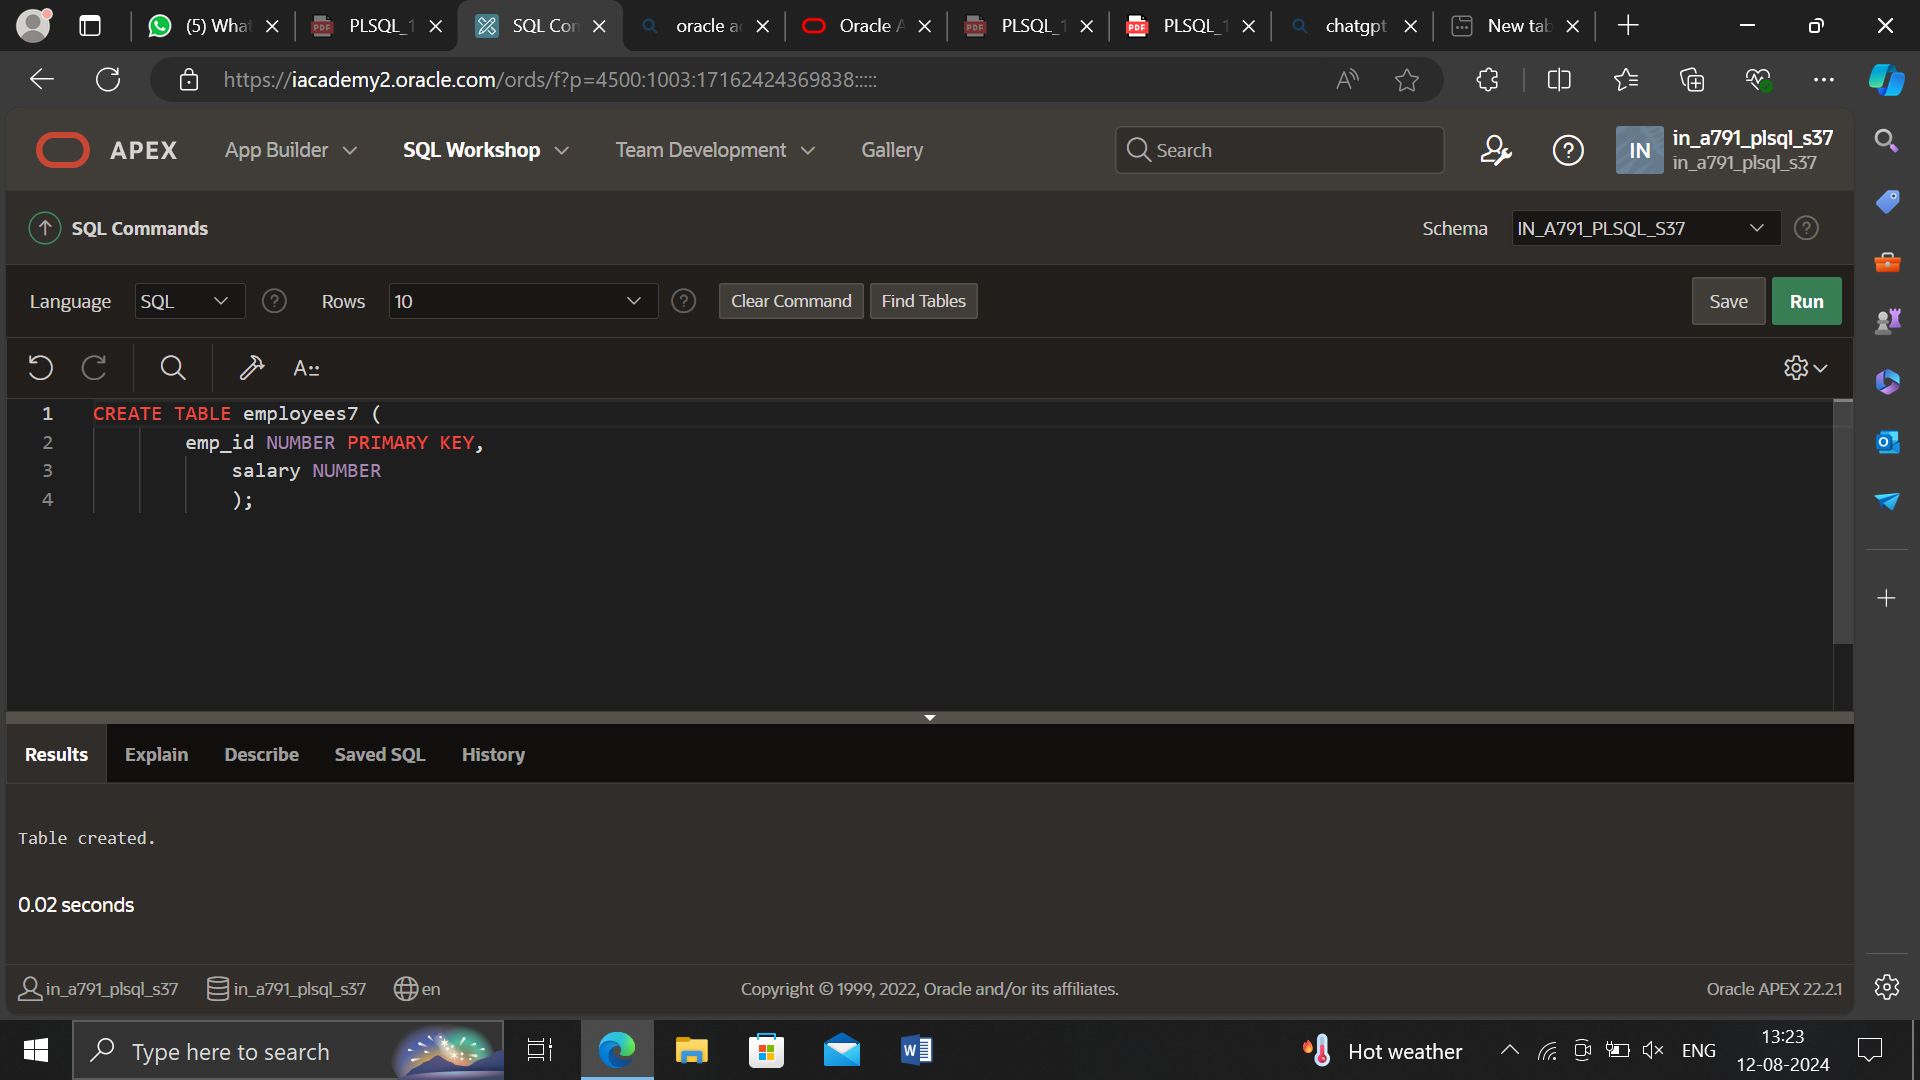 (5) What
PLSQL_1
SQL Con
oracle ac
Oracle A
PLSQL_1
PLSQL_1
chatgpt
New tab
https://iacademy2.oracle.com/ords/f?p=4500:1003:17162424369838:::::
APEX
App Builder
SQL Workshop
Team Development
Gallery
Search
IN
in_a791_plsql_s37
in_a791_plsql_s37
SQL Commands
Schema
IN_A791_PLSQL_S37
Language
SQL
Rows
10
Clear Command
Find Tables
Save
Run
A
1 CREATE TABLE employees7 (
2 emp_id NUMBER PRIMARY KEY,
3 salary NUMBER
4 );
Results
Explain
Describe
Saved SQL
History
Table created.
0.02 seconds
in_a791_plsql_s37
in_a791_plsql_s37
en
Copyright © 1999, 2022, Oracle and/or its affiliates.
Oracle APEX 22.2.1
Type here to search
Hot weather
ENG
13:23
12-08-2024